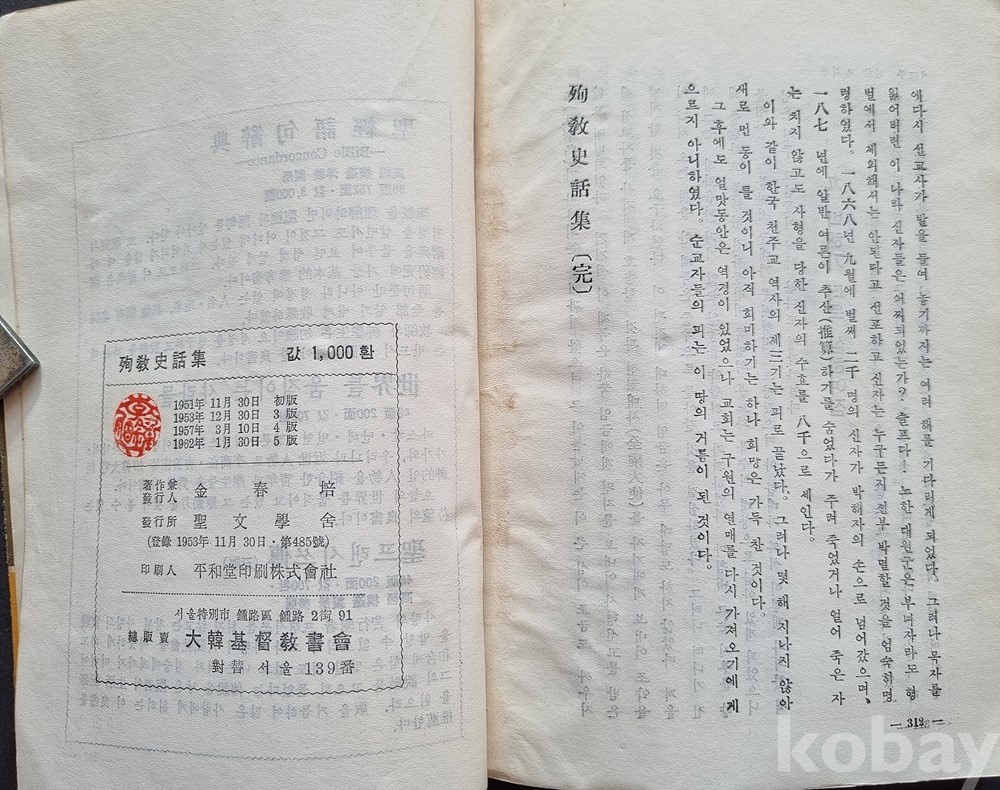 에다시 선교사가 발을 들여 놓기까지는 여러 해를 기다리게 되었다. 그러나 목자를
잃어버린 이 나라 신자들은 어찌되었는가? 슬프다! 노한 대원군은 부녀자라도 형
벌에서 제외해서는 안된다고 선포하고 신자는 누구든지 전부 박멸할 것을 엄숙하면
명하였다. 一八六八년 九월에 벌써 二千 명의 신자가 박해자의 손으로 넘어갔으며,
一八七 년에 일반 여론이 추산(推算)하기를 숨었다가 주려 죽었거나 얼어 죽은 자
는 치지 않고도 사형을 당한 신자의 수효를 八千으로 세인다.
이와 같이 한국 천주교 역사의 제三기는 피로 끝났다. 그러나 몇 해 지나지 않아
새로 먼동이 틀 것이니 아직 희미하기는 하나 희망은 가득 찬 것이다.
그 후에도 얼맛동안은 역경이 있었으나 교회는 구원의 열매를 다시 가져오기에 게
으르지 아니하였다. 순교자들의 피는 이 땅의 거름이 된 것이다.
殉敎史話集 〔完〕
— 312 —
殉敎史話集 값 1,000환
1951年 11月 30日 初版
1953年 12月 30日 3版
1957年 3月 10日 4版
1962年 1月 30日 5版
著作兼
發行人 金春培
發行所 聖文學舍
(登錄 1953年 11月 30日·第485號)
印刷人 平和堂印刷株式會社
서울特別市 鍾路區 鍾路 2街 91
總取賣 大韓基督敎書會
對替 서울 139番
kobay